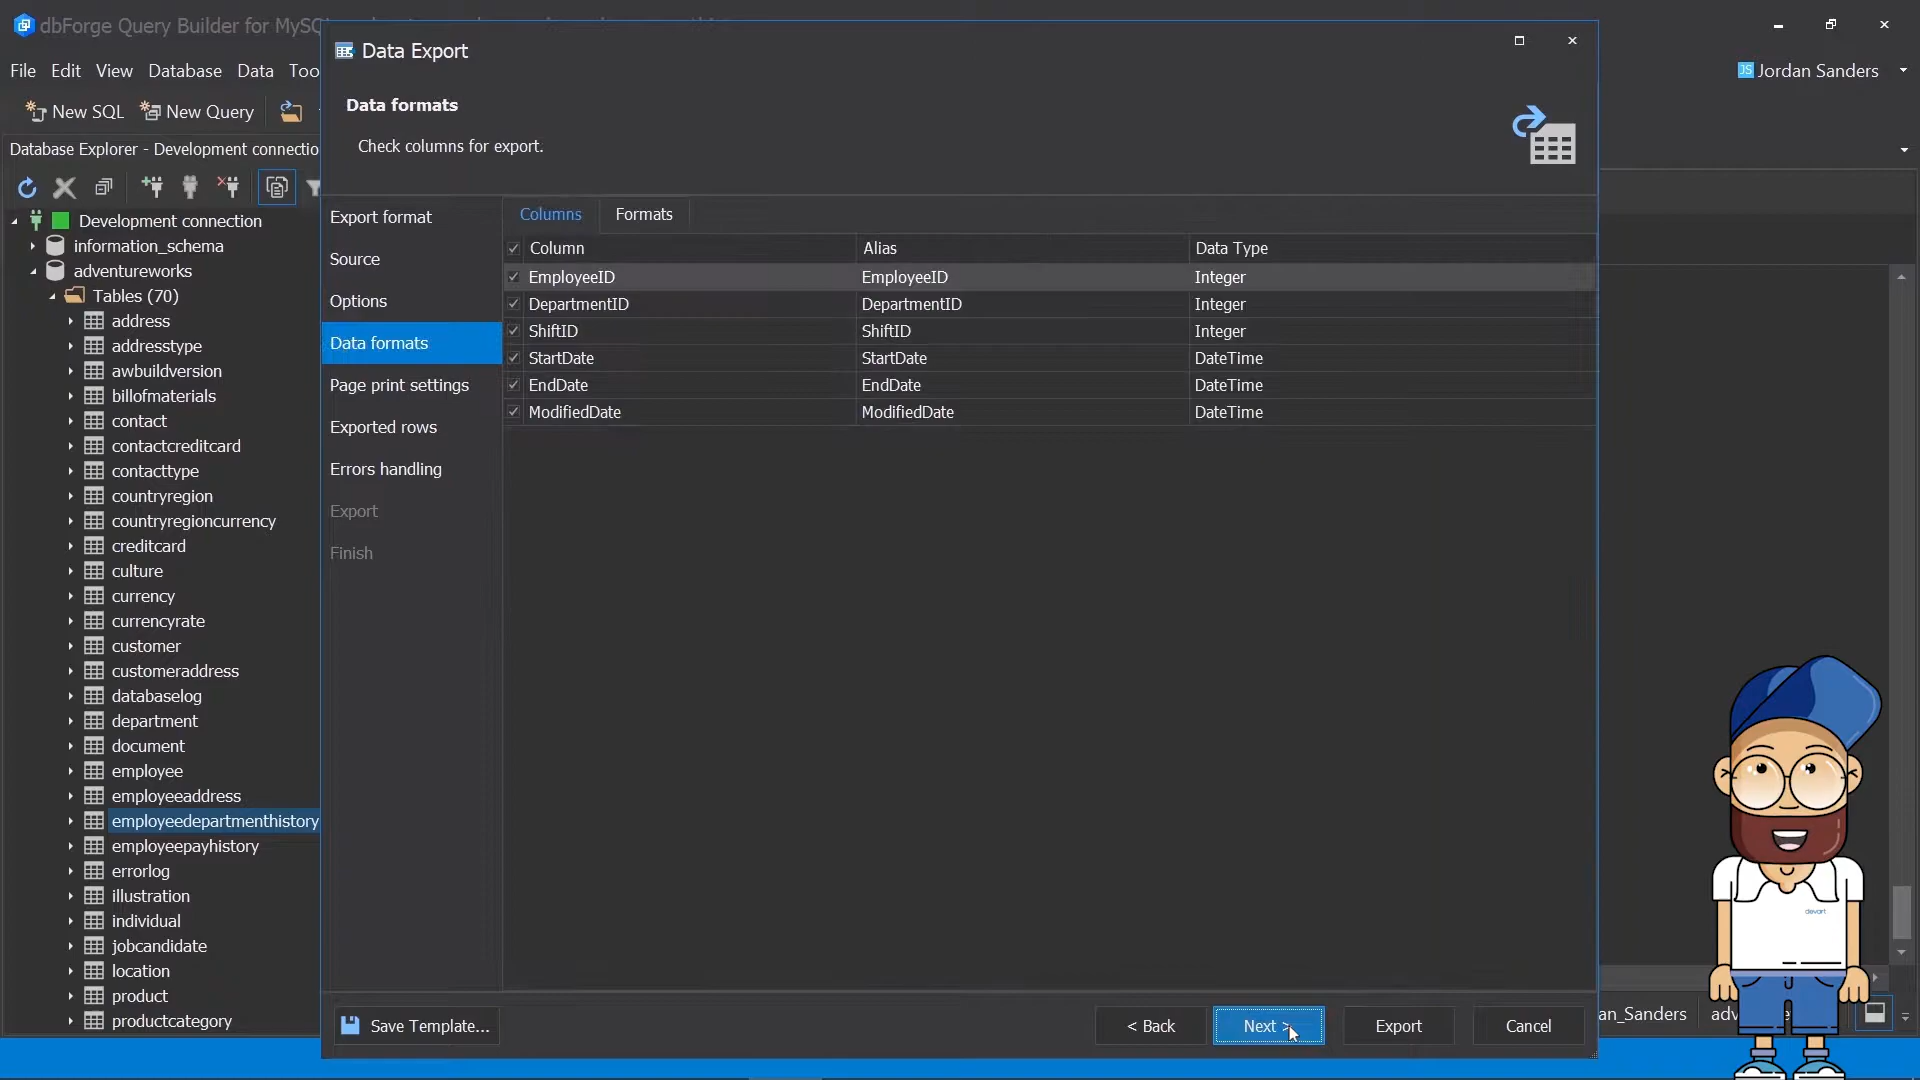 dbForge Query Builder for MySQL
File Edit View Database Data Too
JS Jordan Sanders
New SQL New Query
Database Explorer - Development connectio
Development connection
information_schema
adventureworks
Tables (70)
address
addresstype
awbuildversion
billofmaterials
contact
contactcreditcard
contacttype
countryregion
countryregioncurrency
creditcard
culture
currency
currencyrate
customer
customeraddress
databaselog
department
document
employee
employeeaddress
employeedepartmenthistory
employeepayhistory
errorlog
illustration
individual
jobcandidate
location
product
productcategory
Data Export
Data formats
Check columns for export.
Export format
Source
Options
Data formats
Page print settings
Exported rows
Errors handling
Export
Finish
Columns Formats
Column Alias Data Type
EmployeeID EmployeeID Integer
DepartmentID DepartmentID Integer
ShiftID ShiftID Integer
StartDate StartDate DateTime
EndDate EndDate DateTime
ModifiedDate ModifiedDate DateTime
Save Template... < Back Next > Export Cancel
devart
an_Sanders